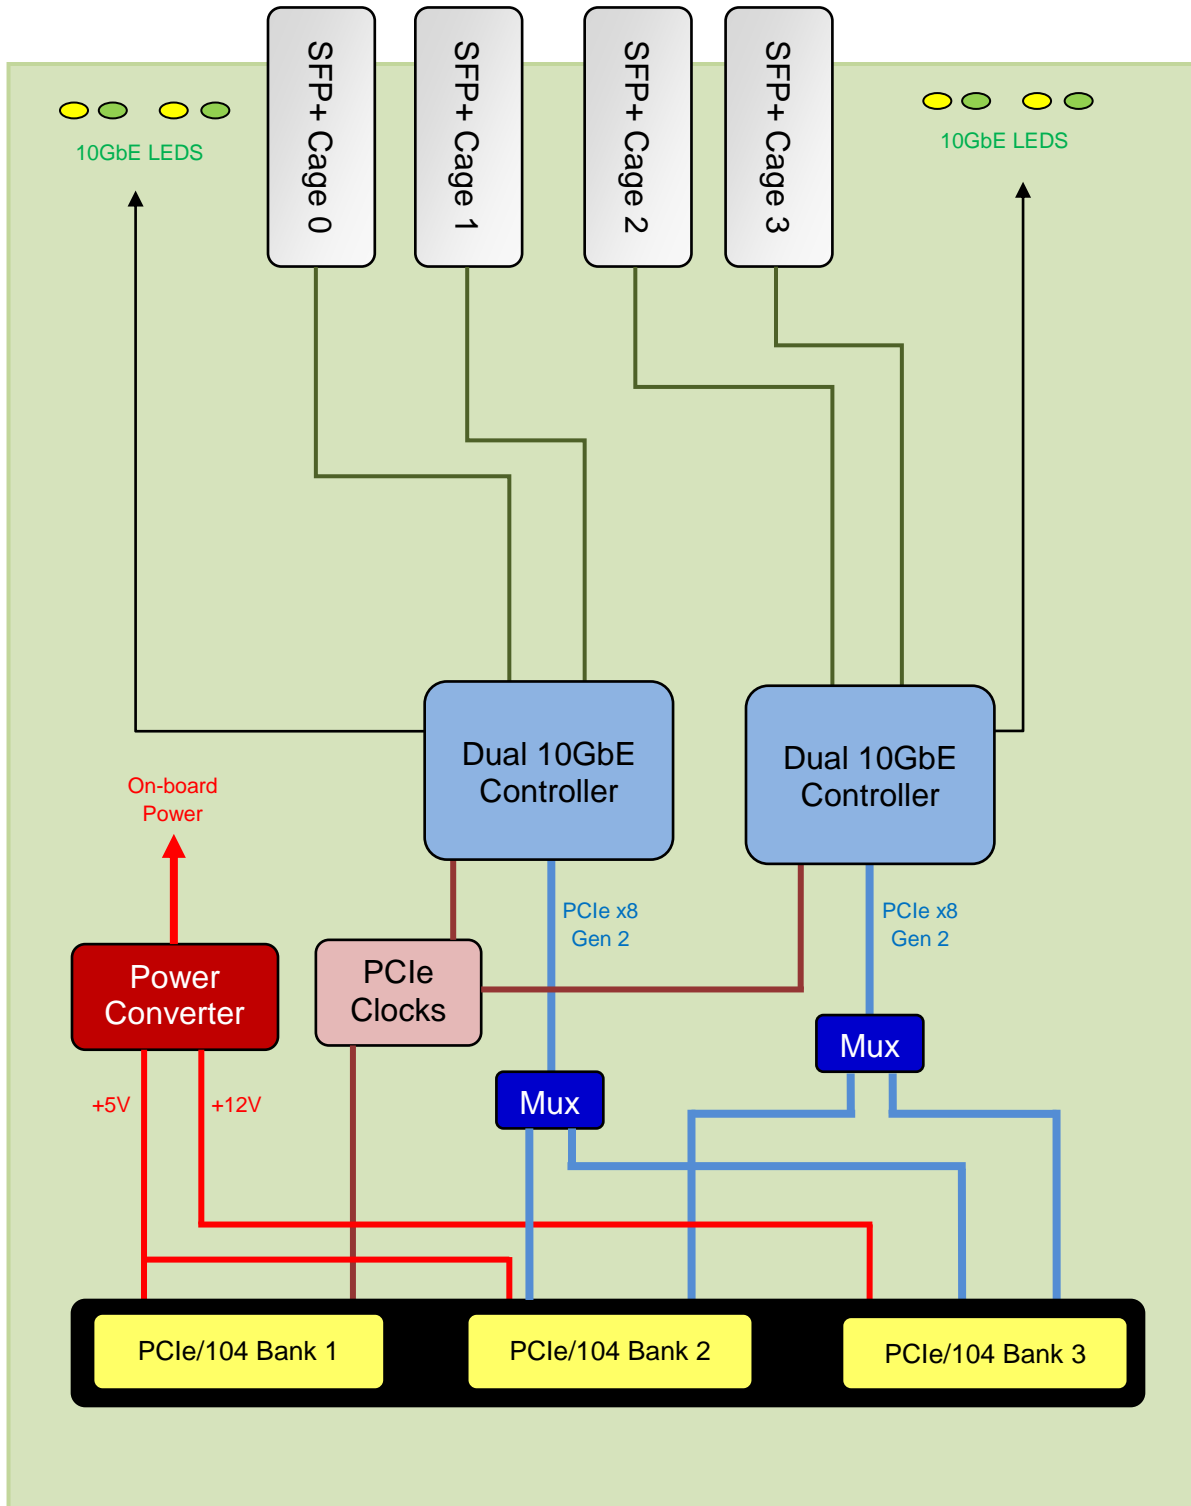 SFP+ Cage 0
SFP+ Cage 1
SFP+ Cage 2
SFP+ Cage 3
10GbE LEDS
10GbE LEDS
Dual 10GbE
Controller
Dual 10GbE
Controller
On-board
Power
PCIe x8
Gen 2
PCIe x8
Gen 2
Power
Converter
PCIe
Clocks
Mux
Mux
+5V
+12V
PCIe/104 Bank 1
PCIe/104 Bank 2
PCIe/104 Bank 3